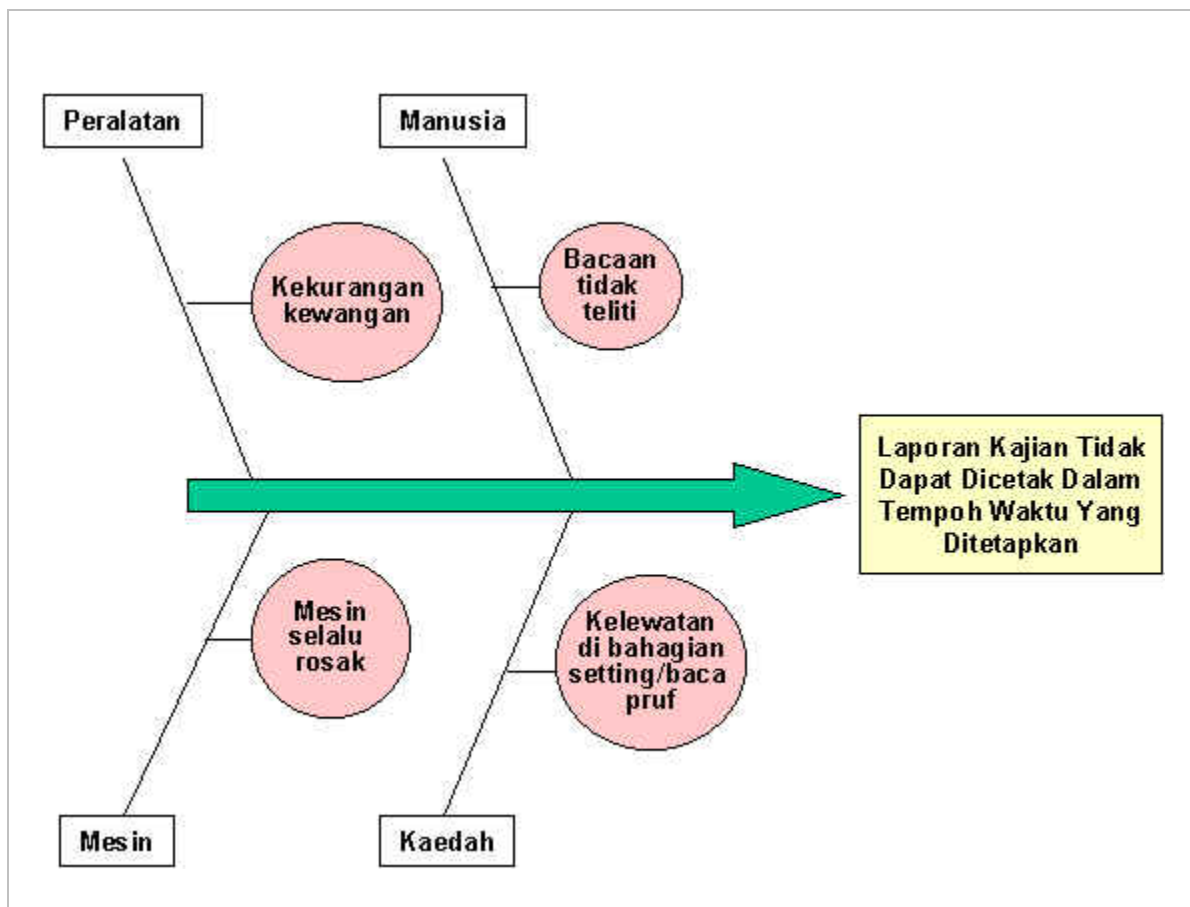 Peralatan
Manusia
Kekurangan
kewangan
Bacaan
tidak
teliti
Laporan Kajian Tidak
Dapat Dicetak Dalam
Tempoh Waktu Yang
Ditetapkan
Mesin
selalu
rosak
Kelewatan
di bahagian
setting/baca
pruf
Mesin
Kaedah